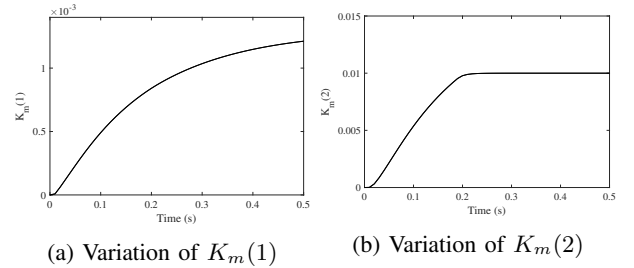 ×10⁻³
1
0.5
0
K_m(1)
0 0.1 0.2 0.3 0.4 0.5
Time (s)
(a) Variation of K_m(1)
0.015
0.01
0.005
0
K_m(2)
0 0.1 0.2 0.3 0.4 0.5
Time (s)
(b) Variation of K_m(2)